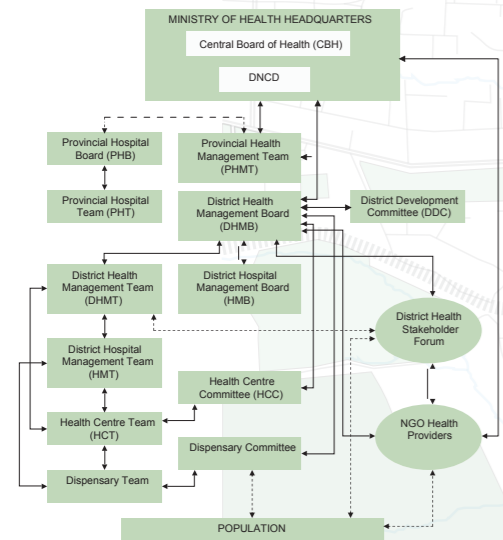 MINISTRY OF HEALTH HEADQUARTERS
Central Board of Health (CBH)
DNCD
Provincial Hospital
Board (PHB)
Provincial Health
Management Team
(PHMT)
Provincial Hospital
Team (PHT)
District Health
Management Board
(DHMB)
District Development
Committee (DDC)
District Health
Management Team
(DHMT)
District Hospital
Management Board
(HMB)
District Health
Stakeholder
Forum
District Hospital
Management Team
(HMT)
Health Centre
Committee (HCC)
Health Centre Team
(HCT)
NGO Health
Providers
Dispensary Committee
Dispensary Team
POPULATION